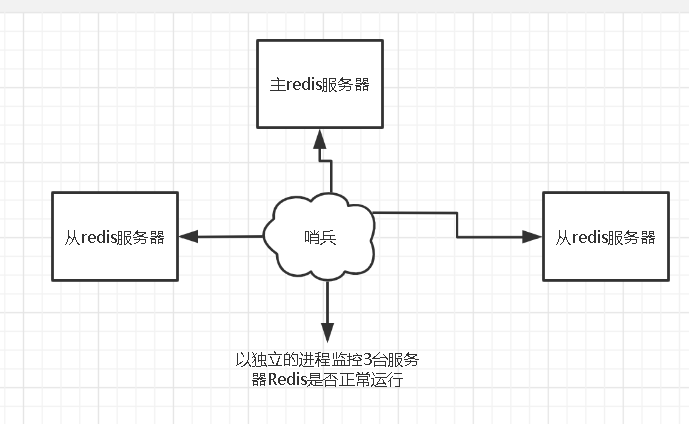 主redis服务器
从redis服务器
哨兵
从redis服务器
以独立的进程监控3台服务
器Redis是否正常运行